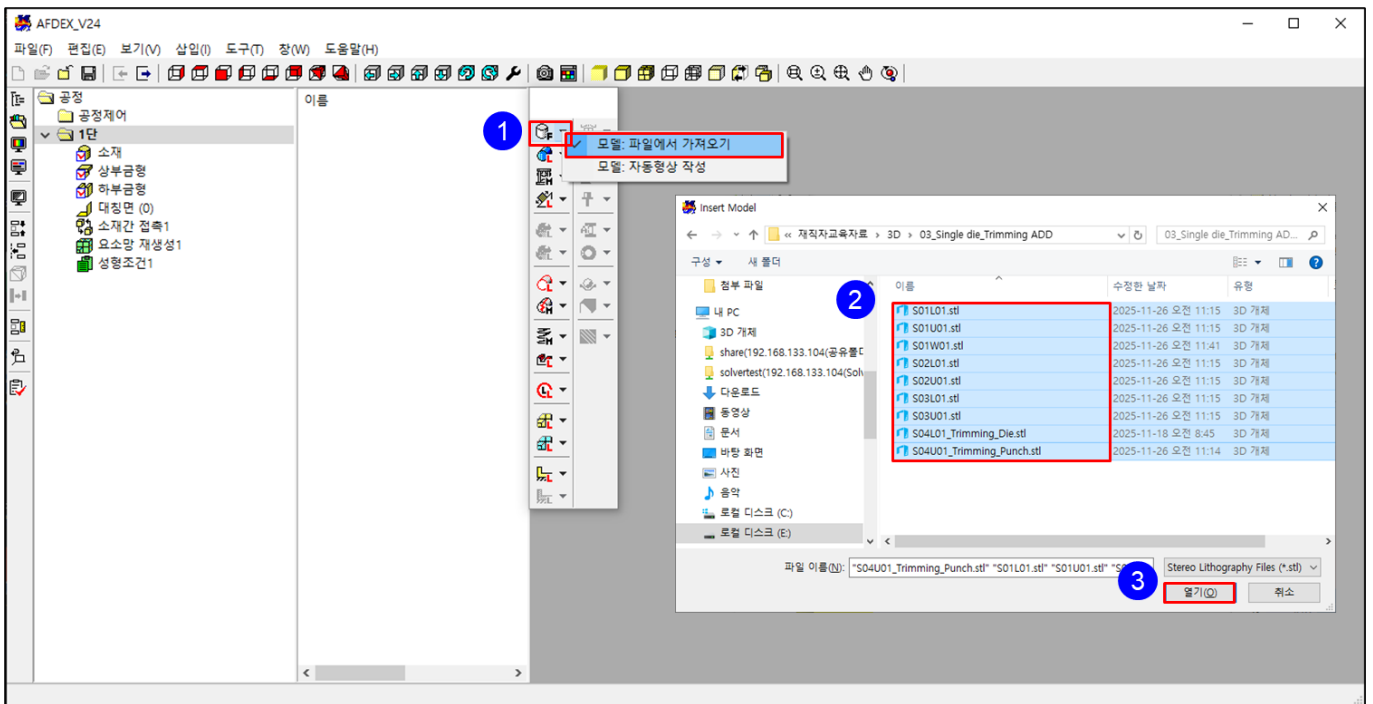 AFDEX_V24
파일(F) 편집(E) 보기(V) 삽입(I) 도구(T) 창(W) 도움말(H)
공정
공정제어
1단
소재
상부금형
하부금형
대칭면 (0)
소재간 접촉1
요소망 재생성1
성형조건1
이름
1
모델: 파일에서 가져오기
모델: 자동형상 작성
Insert Model
« 재직자교육자료 › 3D › 03_Single die_Trimming ADD
03_Single die_Trimming AD...
구성 새 폴더
첨부 파일
내 PC
3D 개체
share(192.168.133.104(공유폴더
solvertest(192.168.133.104(Solv
다운로드
동영상
문서
바탕 화면
사진
음악
로컬 디스크 (C:)
로컬 디스크 (E:)
2
이름 수정한 날짜 유형
S01L01.stl 2025-11-26 오전 11:15 3D 개체
S01U01.stl 2025-11-26 오전 11:15 3D 개체
S01W01.stl 2025-11-26 오전 11:41 3D 개체
S02L01.stl 2025-11-26 오전 11:15 3D 개체
S02U01.stl 2025-11-26 오전 11:15 3D 개체
S03L01.stl 2025-11-26 오전 11:15 3D 개체
S03U01.stl 2025-11-26 오전 11:15 3D 개체
S04L01_Trimming_Die.stl 2025-11-18 오전 8:45 3D 개체
S04U01_Trimming_Punch.stl 2025-11-26 오전 11:14 3D 개체
파일 이름(N): "S04U01_Trimming_Punch.stl" "S01L01.stl" "S01U01.stl" "S0 Stereo Lithography Files (*.stl)
3
열기(O) 취소